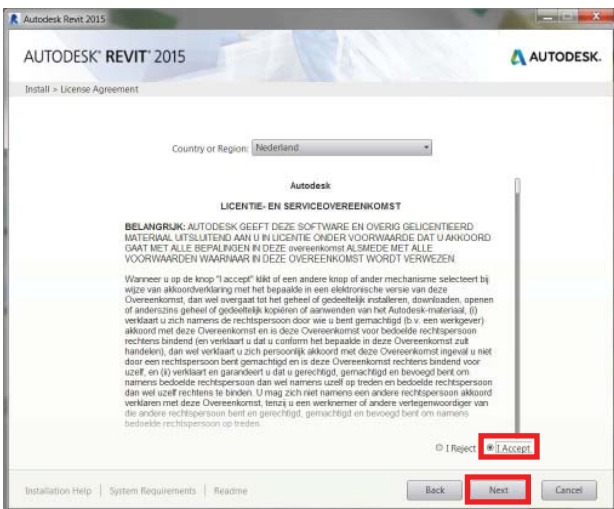 Autodesk Revit 2015
AUTODESK® REVIT® 2015
AUTODESK.
Install > License Agreement
Country or Region: Nederland
Autodesk
LICENTIE- EN SERVICEOVEREENKOMST
BELANGRIJK: AUTODESK GEEFT DEZE SOFTWARE EN OVERIG GELICENTIEERD
MATERIAAL UITSLUITEND AAN U IN LICENTIE ONDER VOORWAARDE DAT U AKKOORD
GAAT MET ALLE BEPALINGEN IN DEZE overeenkomst ALSMEDE MET ALLE
VOORWAARDEN WAARNAAR IN DEZE OVEREENKOMST WORDT VERWEZEN
Wanneer u op de knop "I accept" klikt of een andere knop of ander mechanisme selecteert bij
wijze van akkoordverklaring met het bepaalde in een elektronische versie van deze
Overeenkomst, dan wel overgaat tot het geheel of gedeeltelijk installeren, downloaden, openen
of anderszins geheel of gedeeltelijk kopiëren of aanwenden van het Autodesk-materiaal, (i)
verklaart u zich namens de rechtspersoon door wie u bent gemachtigd (b.v. een werkgever)
akkoord met deze Overeenkomst en is deze Overeenkomst voor bedoelde rechtspersoon
rechtens bindend (en verklaart u dat u conform het bepaalde in deze Overeenkomst zult
handelen), dan wel verklaart u zich persoonlijk akkoord met deze Overeenkomst ingeval u niet
door een rechtspersoon bent gemachtigd en is deze Overeenkomst rechtens bindend voor
uzelf, en (ii) verklaart en garandeert u dat u gerechtigd, gemachtigd en bevoegd bent om
namens bedoelde rechtspersoon dan wel namens uzelf op treden en bedoelde rechtspersoon
dan wel uzelf rechtens te binden. U mag zich niet namens een andere rechtspersoon akkoord
verklaren met deze Overeenkomst, tenzij u een werknemer of andere vertegenwoordiger van
die andere rechtspersoon bent en gerechtigd, gemachtigd en bevoegd bent om namens
bedoelde rechtspersoon op treden.
I Reject I Accept
Installation Help | System Requirements | Readme Back Next Cancel